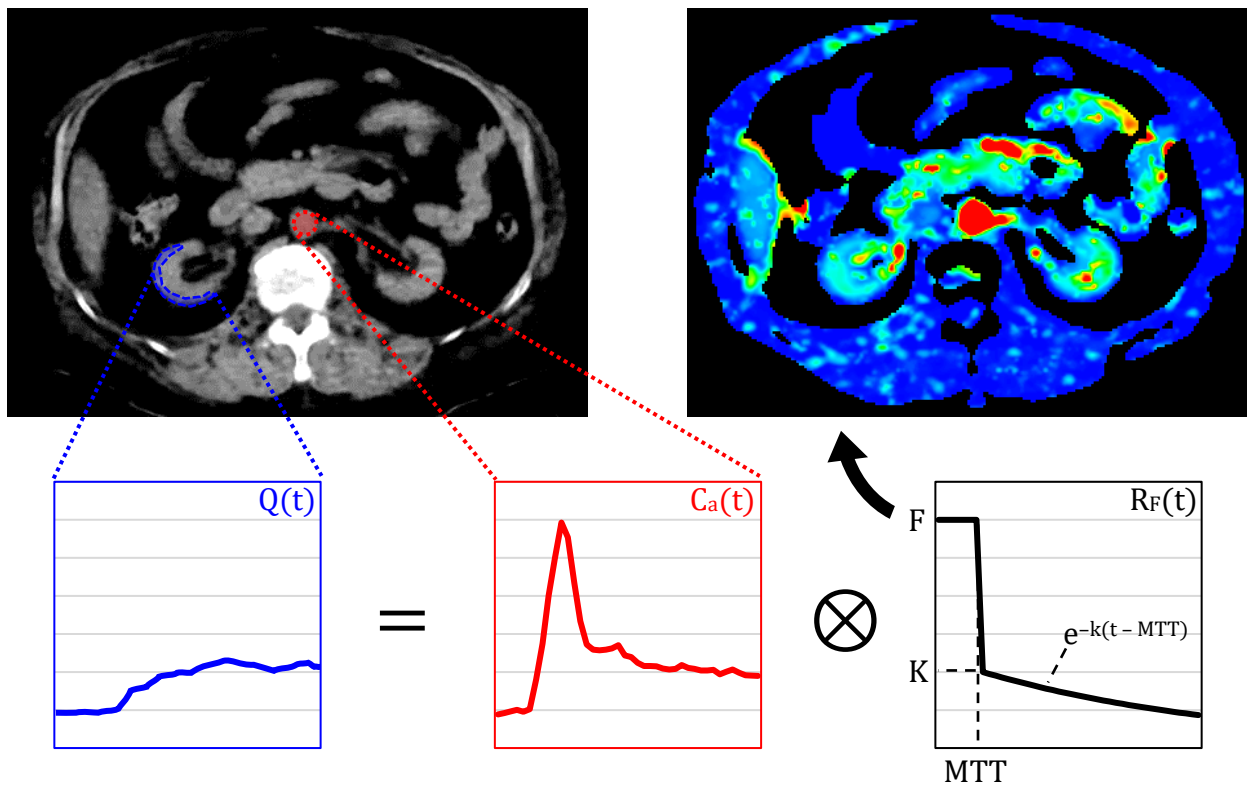 Q(t)
=
Ca(t)
⊗
RF(t)
F
K
e–k(t – MTT)
MTT